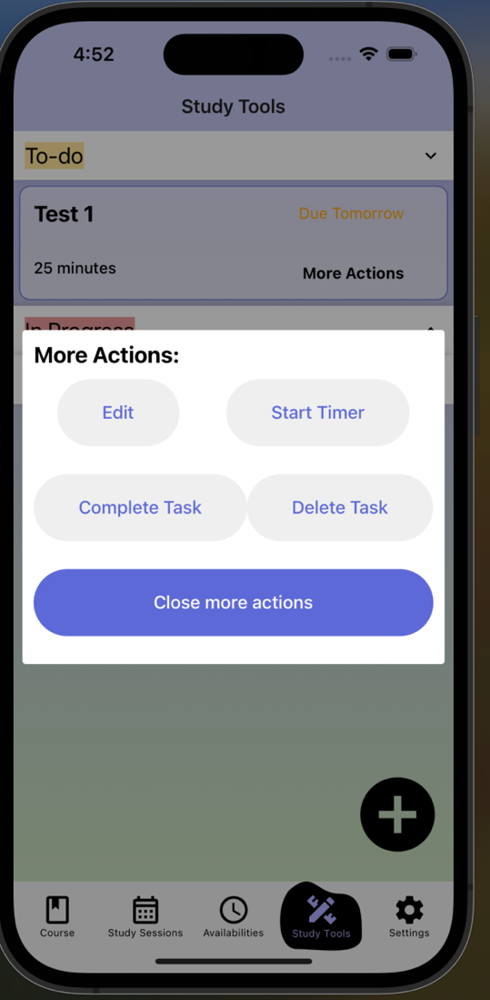 4:52
Study Tools
To-do
Test 1
Due Tomorrow
25 minutes
More Actions
In Progress
More Actions:
Edit
Start Timer
Complete Task
Delete Task
Close more actions
Course
Study Sessions
Availabilities
Study Tools
Settings